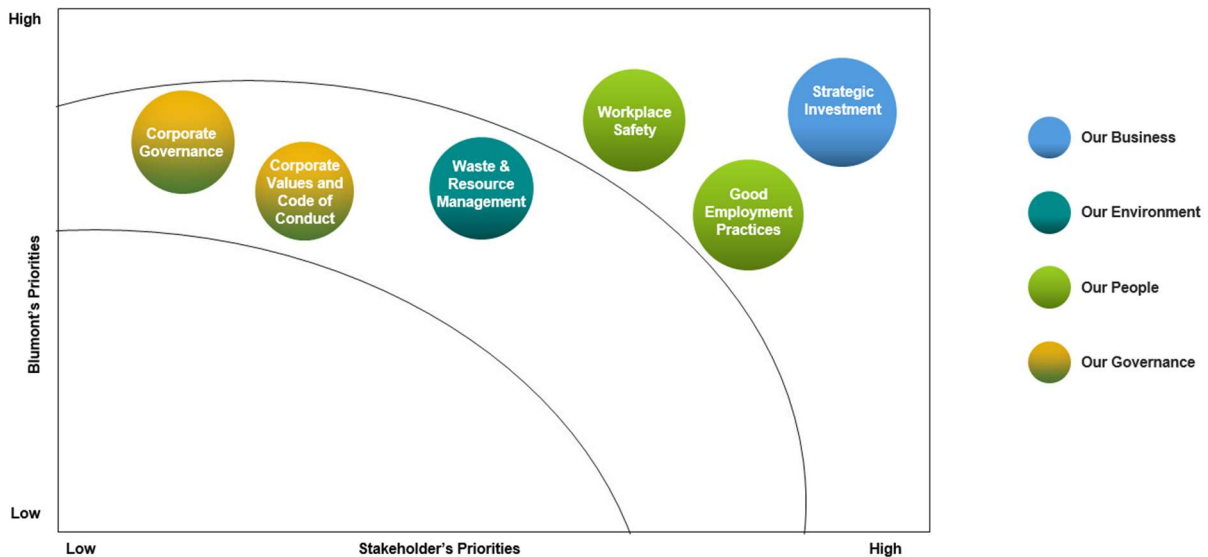 High
Blumont's Priorities
Low
Low
Stakeholder's Priorities
High
Corporate
Governance
Corporate
Values and
Code of
Conduct
Waste &
Resource
Management
Workplace
Safety
Good
Employment
Practices
Strategic
Investment
Our Business
Our Environment
Our People
Our Governance